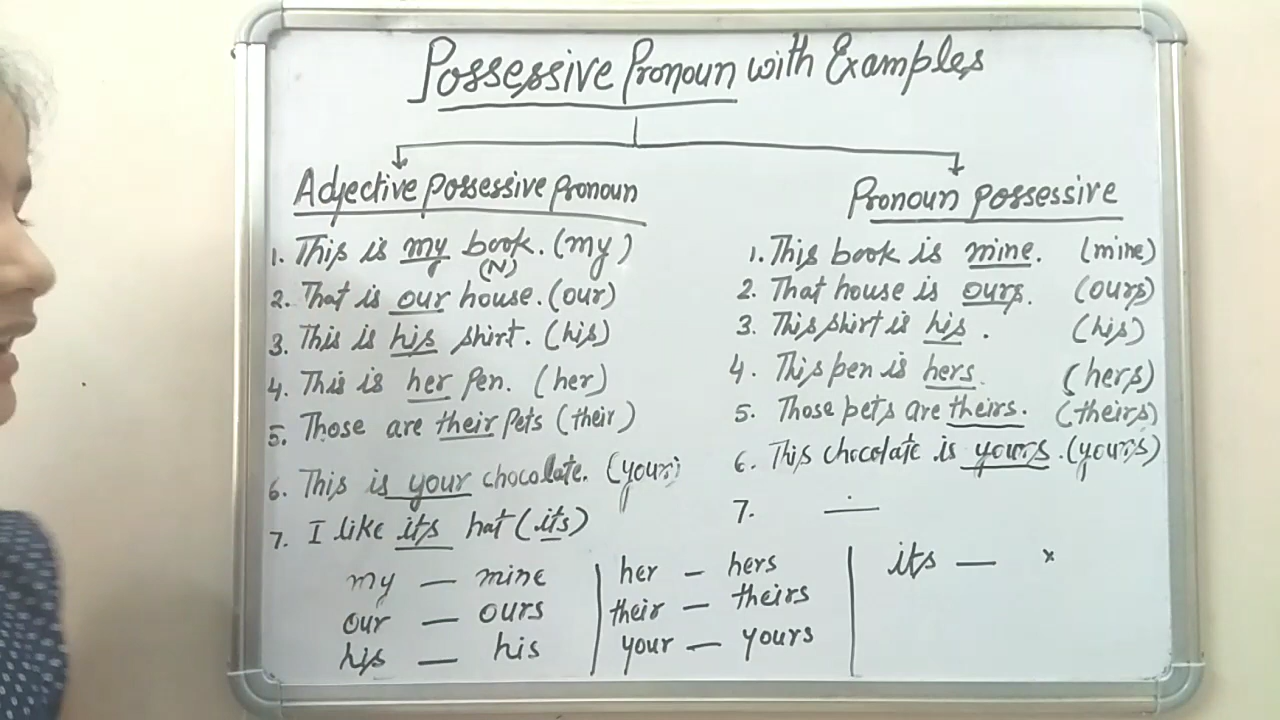 Possessive Pronoun with Examples
Adjective possessive pronoun
1. This is my book. (my)
(N)
2. That is our house. (our)
3. This is his shirt. (his)
4. This is her pen. (her)
5. Those are their Pets (their)
6. This is your chocolate. (your)
7. I like its hat (its)
Pronoun possessive
1. This book is mine. (mine)
2. That house is ours. (ours)
3. This shirt is his. (his)
4. This pen is hers. (hers)
5. Those pets are theirs. (theirs)
6. This chocolate is yours. (yours)
7. —
my — mine
our — ours
his — his
her — hers
their — theirs
your — yours
its — x